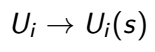 U_i → U_i(s)